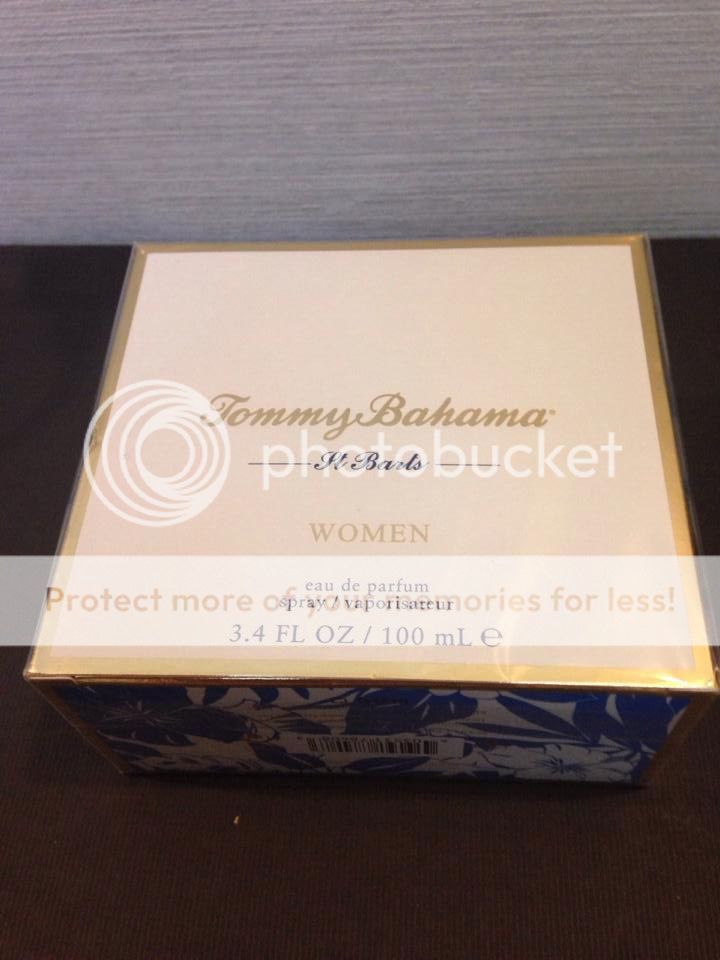 Tommy Bahama
photobucket
St Barts
WOMEN
eau de parfum
Protect more of your memories for less!
spray / vaporisateur
3.4 FL OZ / 100 mL ℮